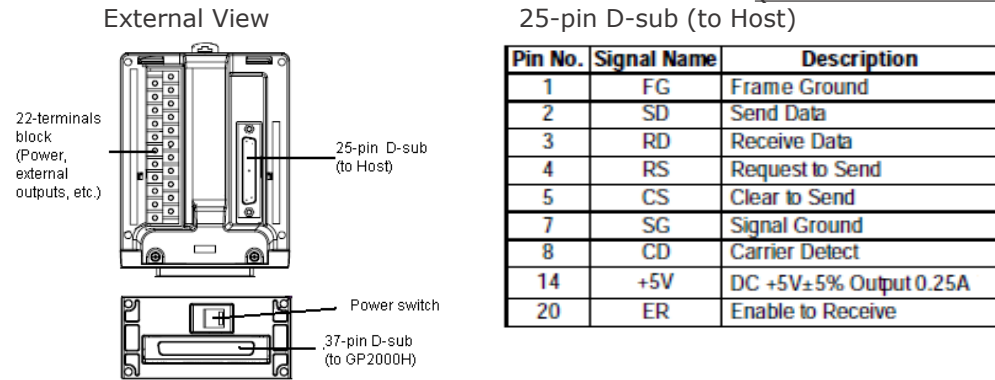 External View
22-terminals
block
(Power,
external
outputs, etc.)
25-pin D-sub
(to Host)
Power switch
37-pin D-sub
(to GP2000H)
25-pin D-sub (to Host)
Pin No. Signal Name Description
1 FG Frame Ground
2 SD Send Data
3 RD Receive Data
4 RS Request to Send
5 CS Clear to Send
7 SG Signal Ground
8 CD Carrier Detect
14 +5V DC +5V±5% Output 0.25A
20 ER Enable to Receive